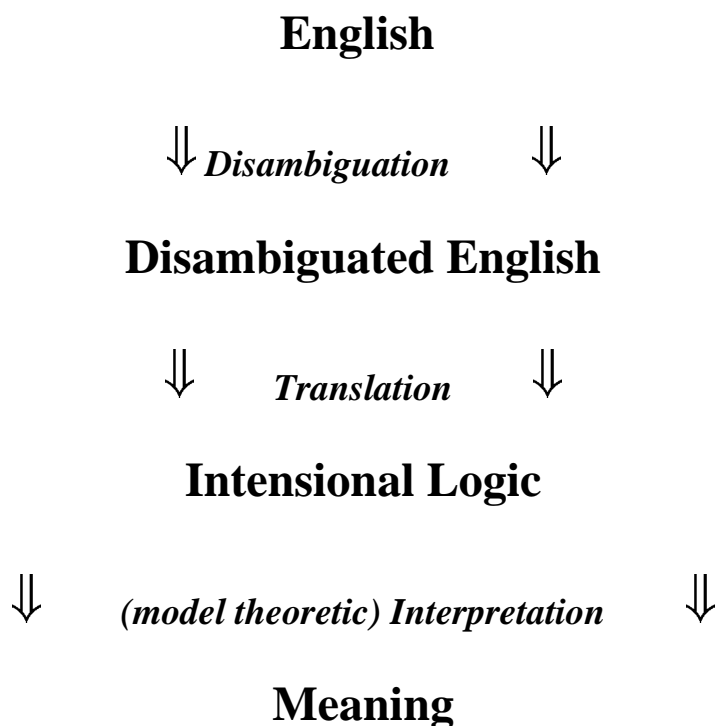 English
⇓ Disambiguation ⇓
Disambiguated English
⇓ Translation ⇓
Intensional Logic
⇓ (model theoretic) Interpretation ⇓
Meaning